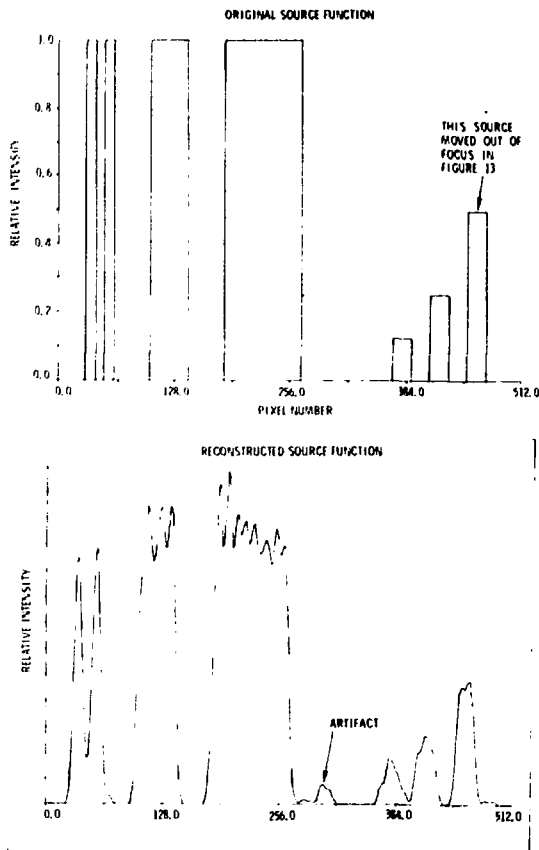 ORIGINAL SOURCE FUNCTION
1.0
0.8
0.6
0.4
0.2
0.0
RELATIVE INTENSITY
THIS SOURCE
MOVED OUT OF
FOCUS IN
FIGURE 13
0.0 128.0 256.0 384.0 512.0
PIXEL NUMBER
RECONSTRUCTED SOURCE FUNCTION
RELATIVE INTENSITY
ARTIFACT
0.0 128.0 256.0 384.0 512.0